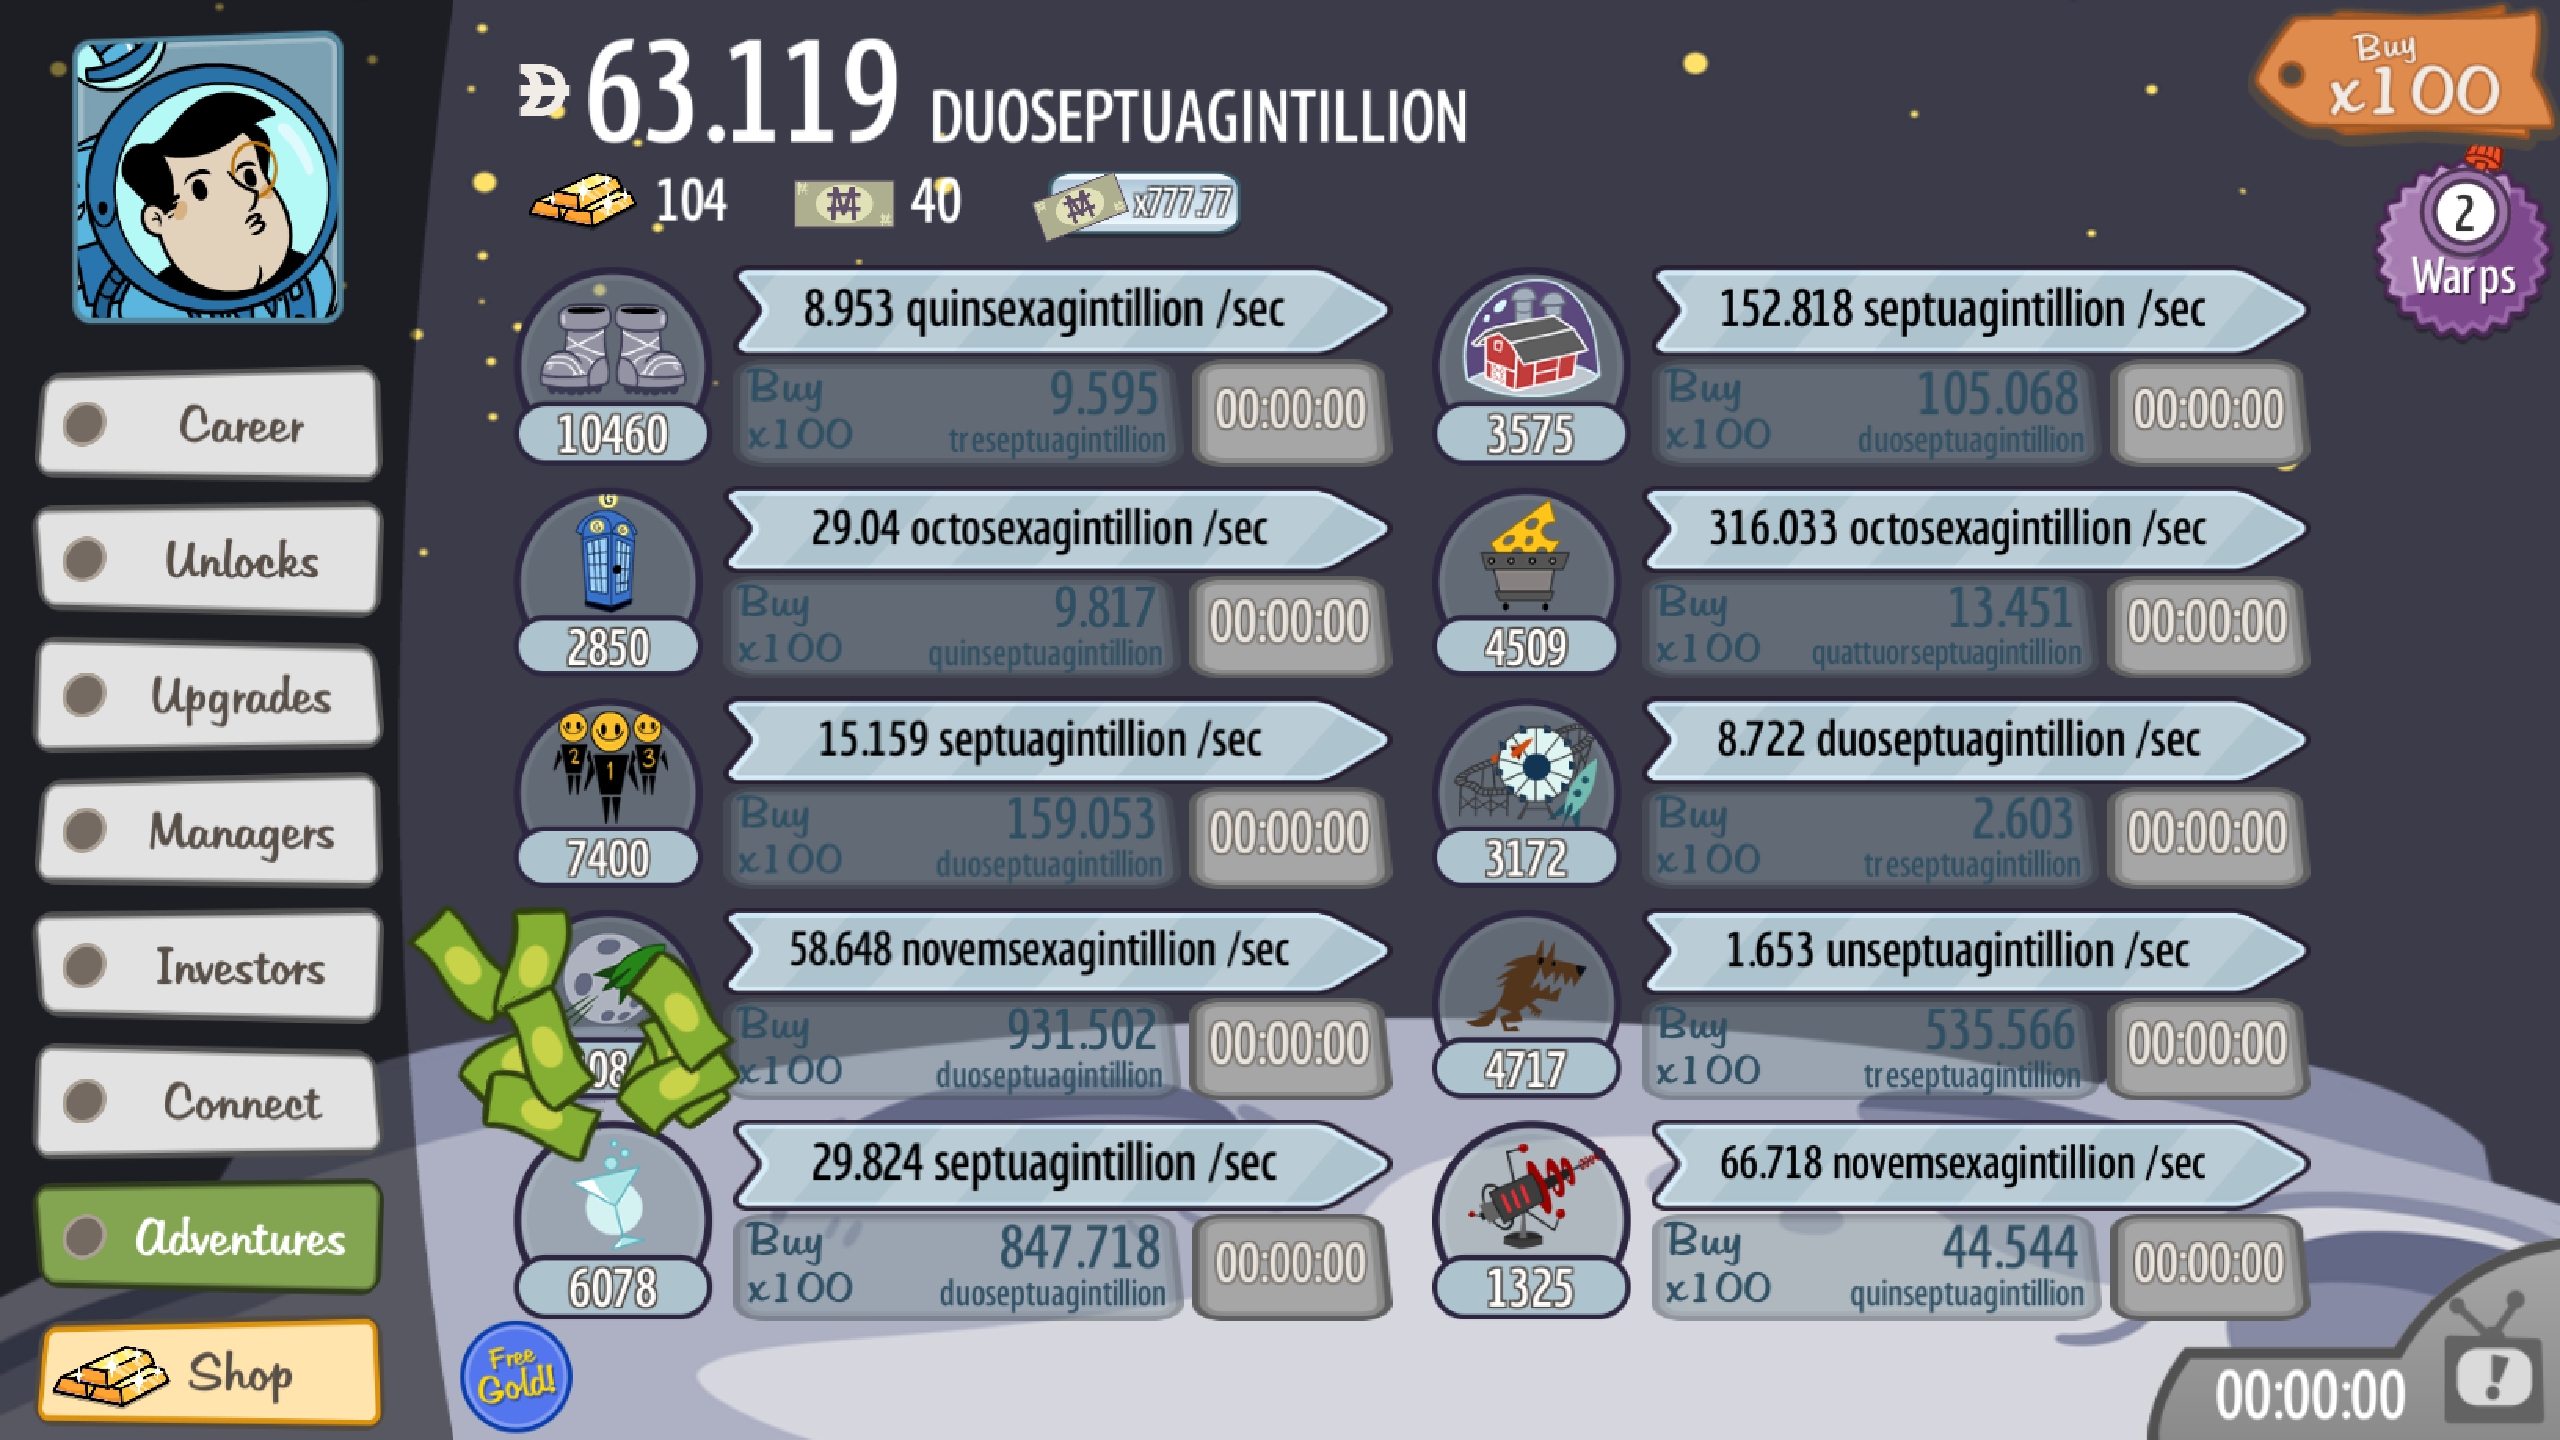 63.119 DUOSEPTUAGINTILLION
Buy
x100
104
40
x777.77
2
Warps
Career
Unlocks
Upgrades
Managers
Investors
Connect
Adventures
Shop
8.953 quinsexagintillion /sec
Buy
x100
9.595
treseptuagintillion
00:00:00
10460
152.818 septuagintillion /sec
Buy
x100
105.068
duoseptuagintillion
00:00:00
3575
29.04 octosexagintillion /sec
Buy
x100
9.817
quinseptuagintillion
00:00:00
2850
316.033 octosexagintillion /sec
Buy
x100
13.451
quattuorseptuagintillion
00:00:00
4509
2
1
3
15.159 septuagintillion /sec
Buy
x100
159.053
duoseptuagintillion
00:00:00
7400
8.722 duoseptuagintillion /sec
Buy
x100
2.603
treseptuagintillion
00:00:00
3172
58.648 novemsexagintillion /sec
Buy
x100
931.502
duoseptuagintillion
00:00:00
1.653 unseptuagintillion /sec
Buy
x100
535.566
treseptuagintillion
00:00:00
4717
29.824 septuagintillion /sec
Buy
x100
847.718
duoseptuagintillion
00:00:00
6078
66.718 novemsexagintillion /sec
Buy
x100
44.544
quinseptuagintillion
00:00:00
1325
Free
Gold!
00:00:00